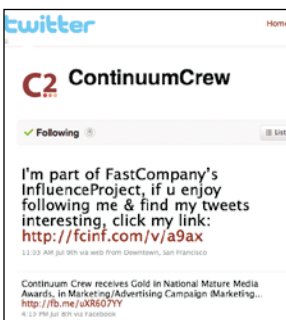 twitter
Home
C2 ContinuumCrew
Following
List
I'm part of FastCompany's
InfluenceProject, if u enjoy
following me & find my tweets
interesting, click my link:
http://fcinf.com/v/a9ax
11:33 AM Jul 9th via web from Downtown, San Francisco
Continuum Crew receives Gold in National Mature Media
Awards, in Marketing/Advertising Campaign (Marketing...
http://fb.me/uXR607YY
4:13 PM Jul 8th via Facebook